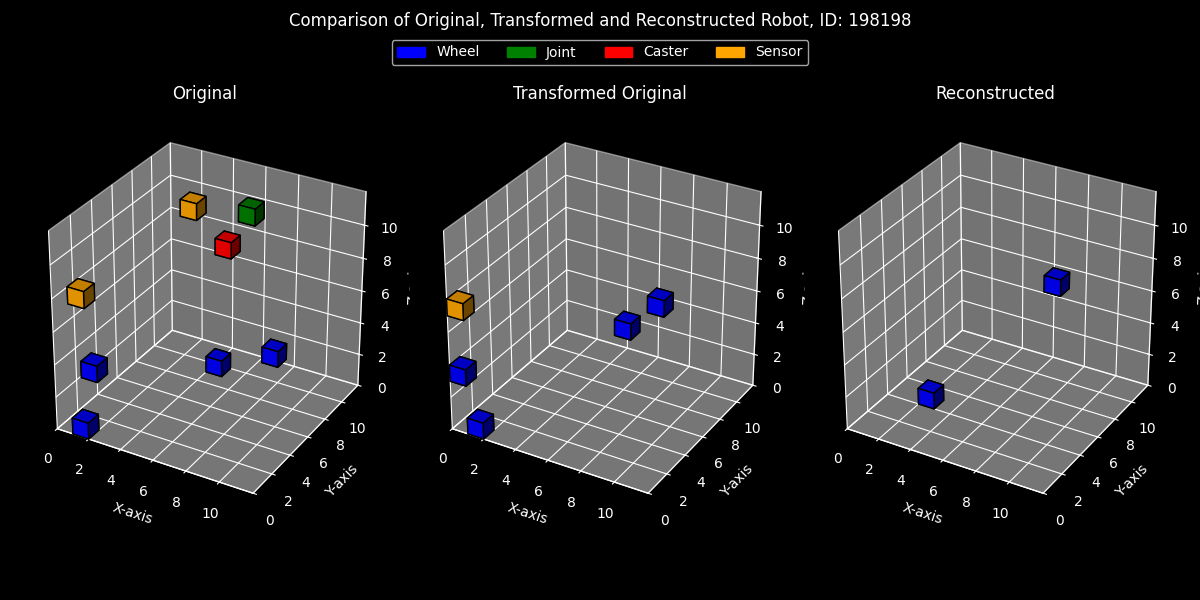 Comparison of Original, Transformed and Reconstructed Robot, ID: 198198
Wheel Joint Caster Sensor
Original Transformed Original Reconstructed
0 2 4 6 8 10
X-axis
0 2 4 6 8 10
Y-axis
0 2 4 6 8 10
0 2 4 6 8 10
X-axis
0 2 4 6 8 10
Y-axis
0 2 4 6 8 10
0 2 4 6 8 10
X-axis
0 2 4 6 8 10
Y-axis
0 2 4 6 8 10